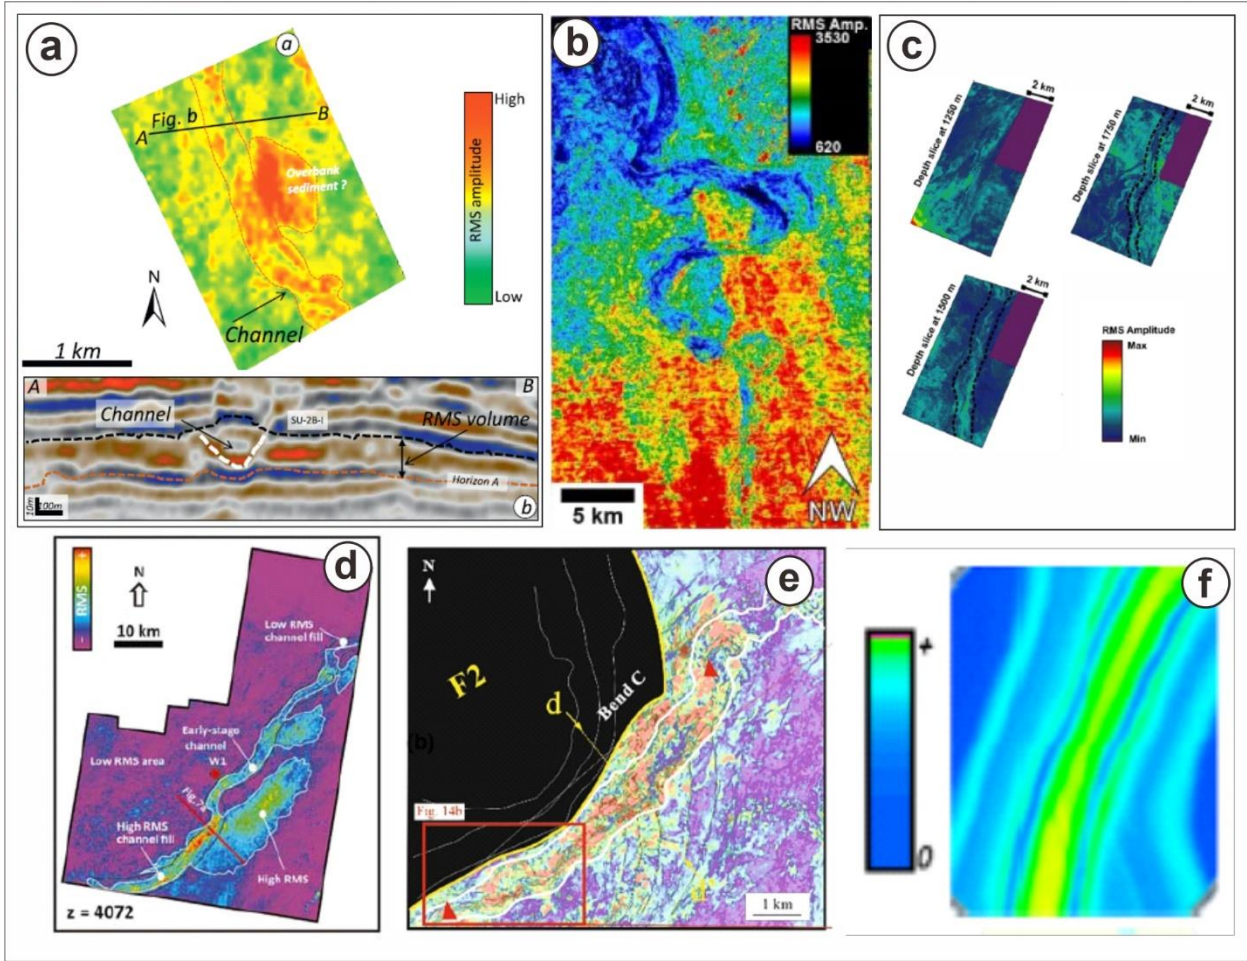 a
a
Fig. b
A
B
Overbank
sediment ?
N
Channel
1 km
High
RMS amplitude
Low
A
B
Channel
SU-2B-I
RMS volume
Horizon A
10m
100m
b
b
RMS Amp.
3530
620
5 km
NW
c
2 km
Depth slice at 1250 m
2 km
Depth slice at 1750 m
2 km
Depth slice at 1500 m
RMS Amplitude
Max
Min
d
+
RMS
-
N
10 km
Low RMS
channel fill
Early-stage
channel
W1
Low RMS area
High RMS
channel fill
High RMS
z = 4072
e
N
F2
d
Bend C
(b)
Fig. 14b
1 km
f
+
0